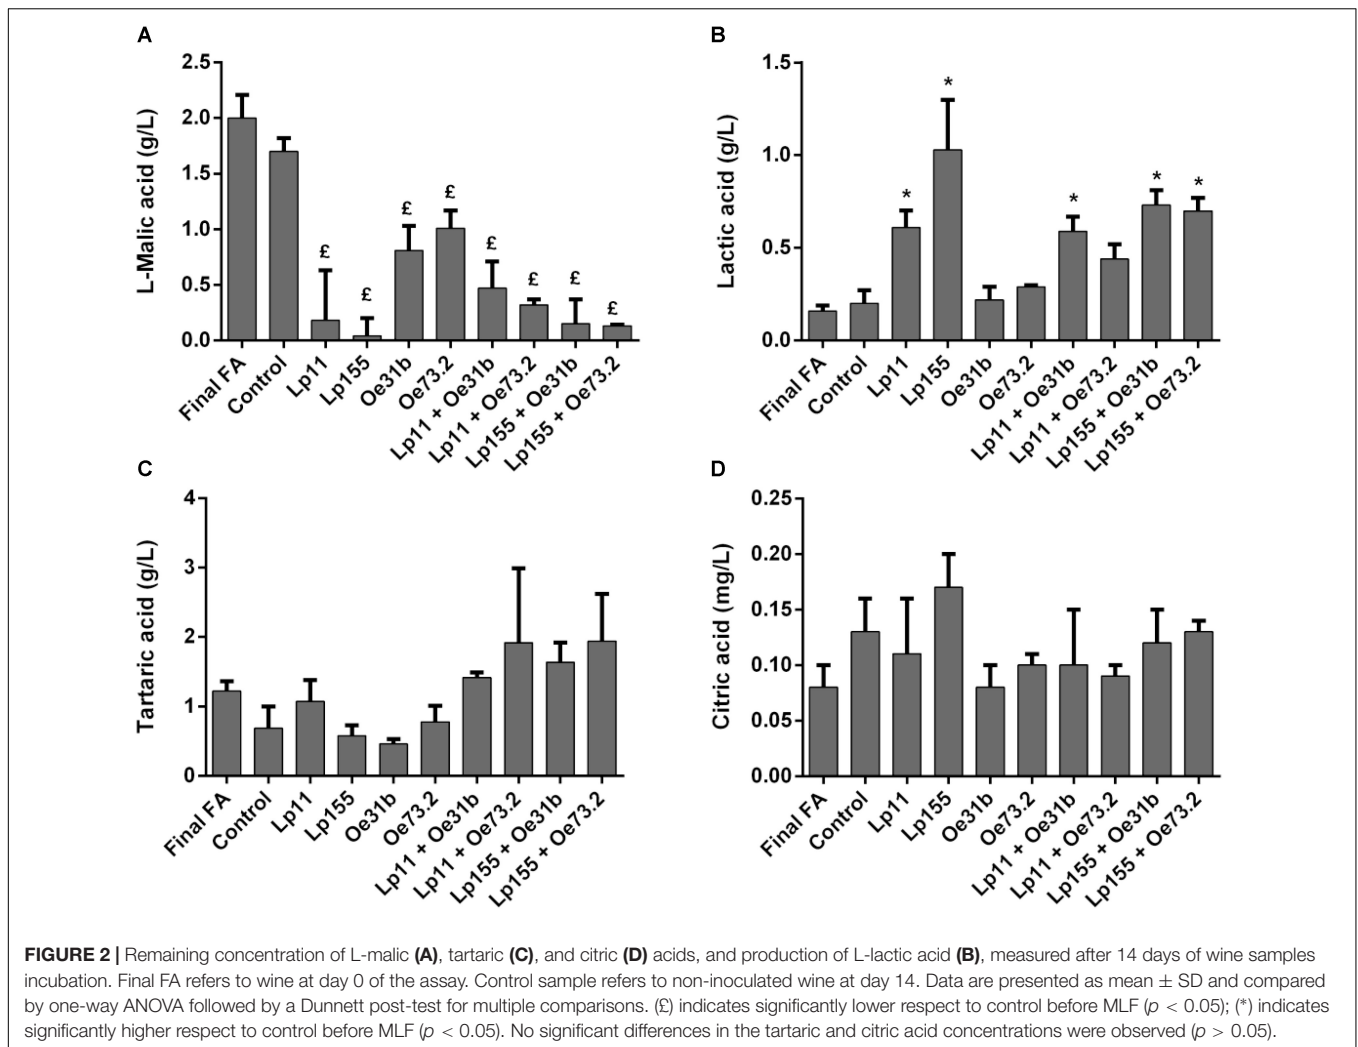 A
L-Malic acid (g/L)
2.5
2.0
1.5
1.0
0.5
0.0
£
£
£
£
£
£
£
£
Final FA
Control
Lp11
Lp155
Oe31b
Oe73.2
Lp11 + Oe31b
Lp11 + Oe73.2
Lp155 + Oe31b
Lp155 + Oe73.2
B
Lactic acid (g/L)
1.5
1.0
0.5
0.0
*
*
*
*
*
Final FA
Control
Lp11
Lp155
Oe31b
Oe73.2
Lp11 + Oe31b
Lp11 + Oe73.2
Lp155 + Oe31b
Lp155 + Oe73.2
C
Tartaric acid (g/L)
4
3
2
1
0
Final FA
Control
Lp11
Lp155
Oe31b
Oe73.2
Lp11 + Oe31b
Lp11 + Oe73.2
Lp155 + Oe31b
Lp155 + Oe73.2
D
Citric acid (mg/L)
0.25
0.20
0.15
0.10
0.05
0.00
Final FA
Control
Lp11
Lp155
Oe31b
Oe73.2
Lp11 + Oe31b
Lp11 + Oe73.2
Lp155 + Oe31b
Lp155 + Oe73.2
FIGURE 2 | Remaining concentration of L-malic (A), tartaric (C), and citric (D) acids, and production of L-lactic acid (B), measured after 14 days of wine samples
incubation. Final FA refers to wine at day 0 of the assay. Control sample refers to non-inoculated wine at day 14. Data are presented as mean ± SD and compared
by one-way ANOVA followed by a Dunnett post-test for multiple comparisons. (£) indicates significantly lower respect to control before MLF (p < 0.05); (*) indicates
significantly higher respect to control before MLF (p < 0.05). No significant differences in the tartaric and citric acid concentrations were observed (p > 0.05).